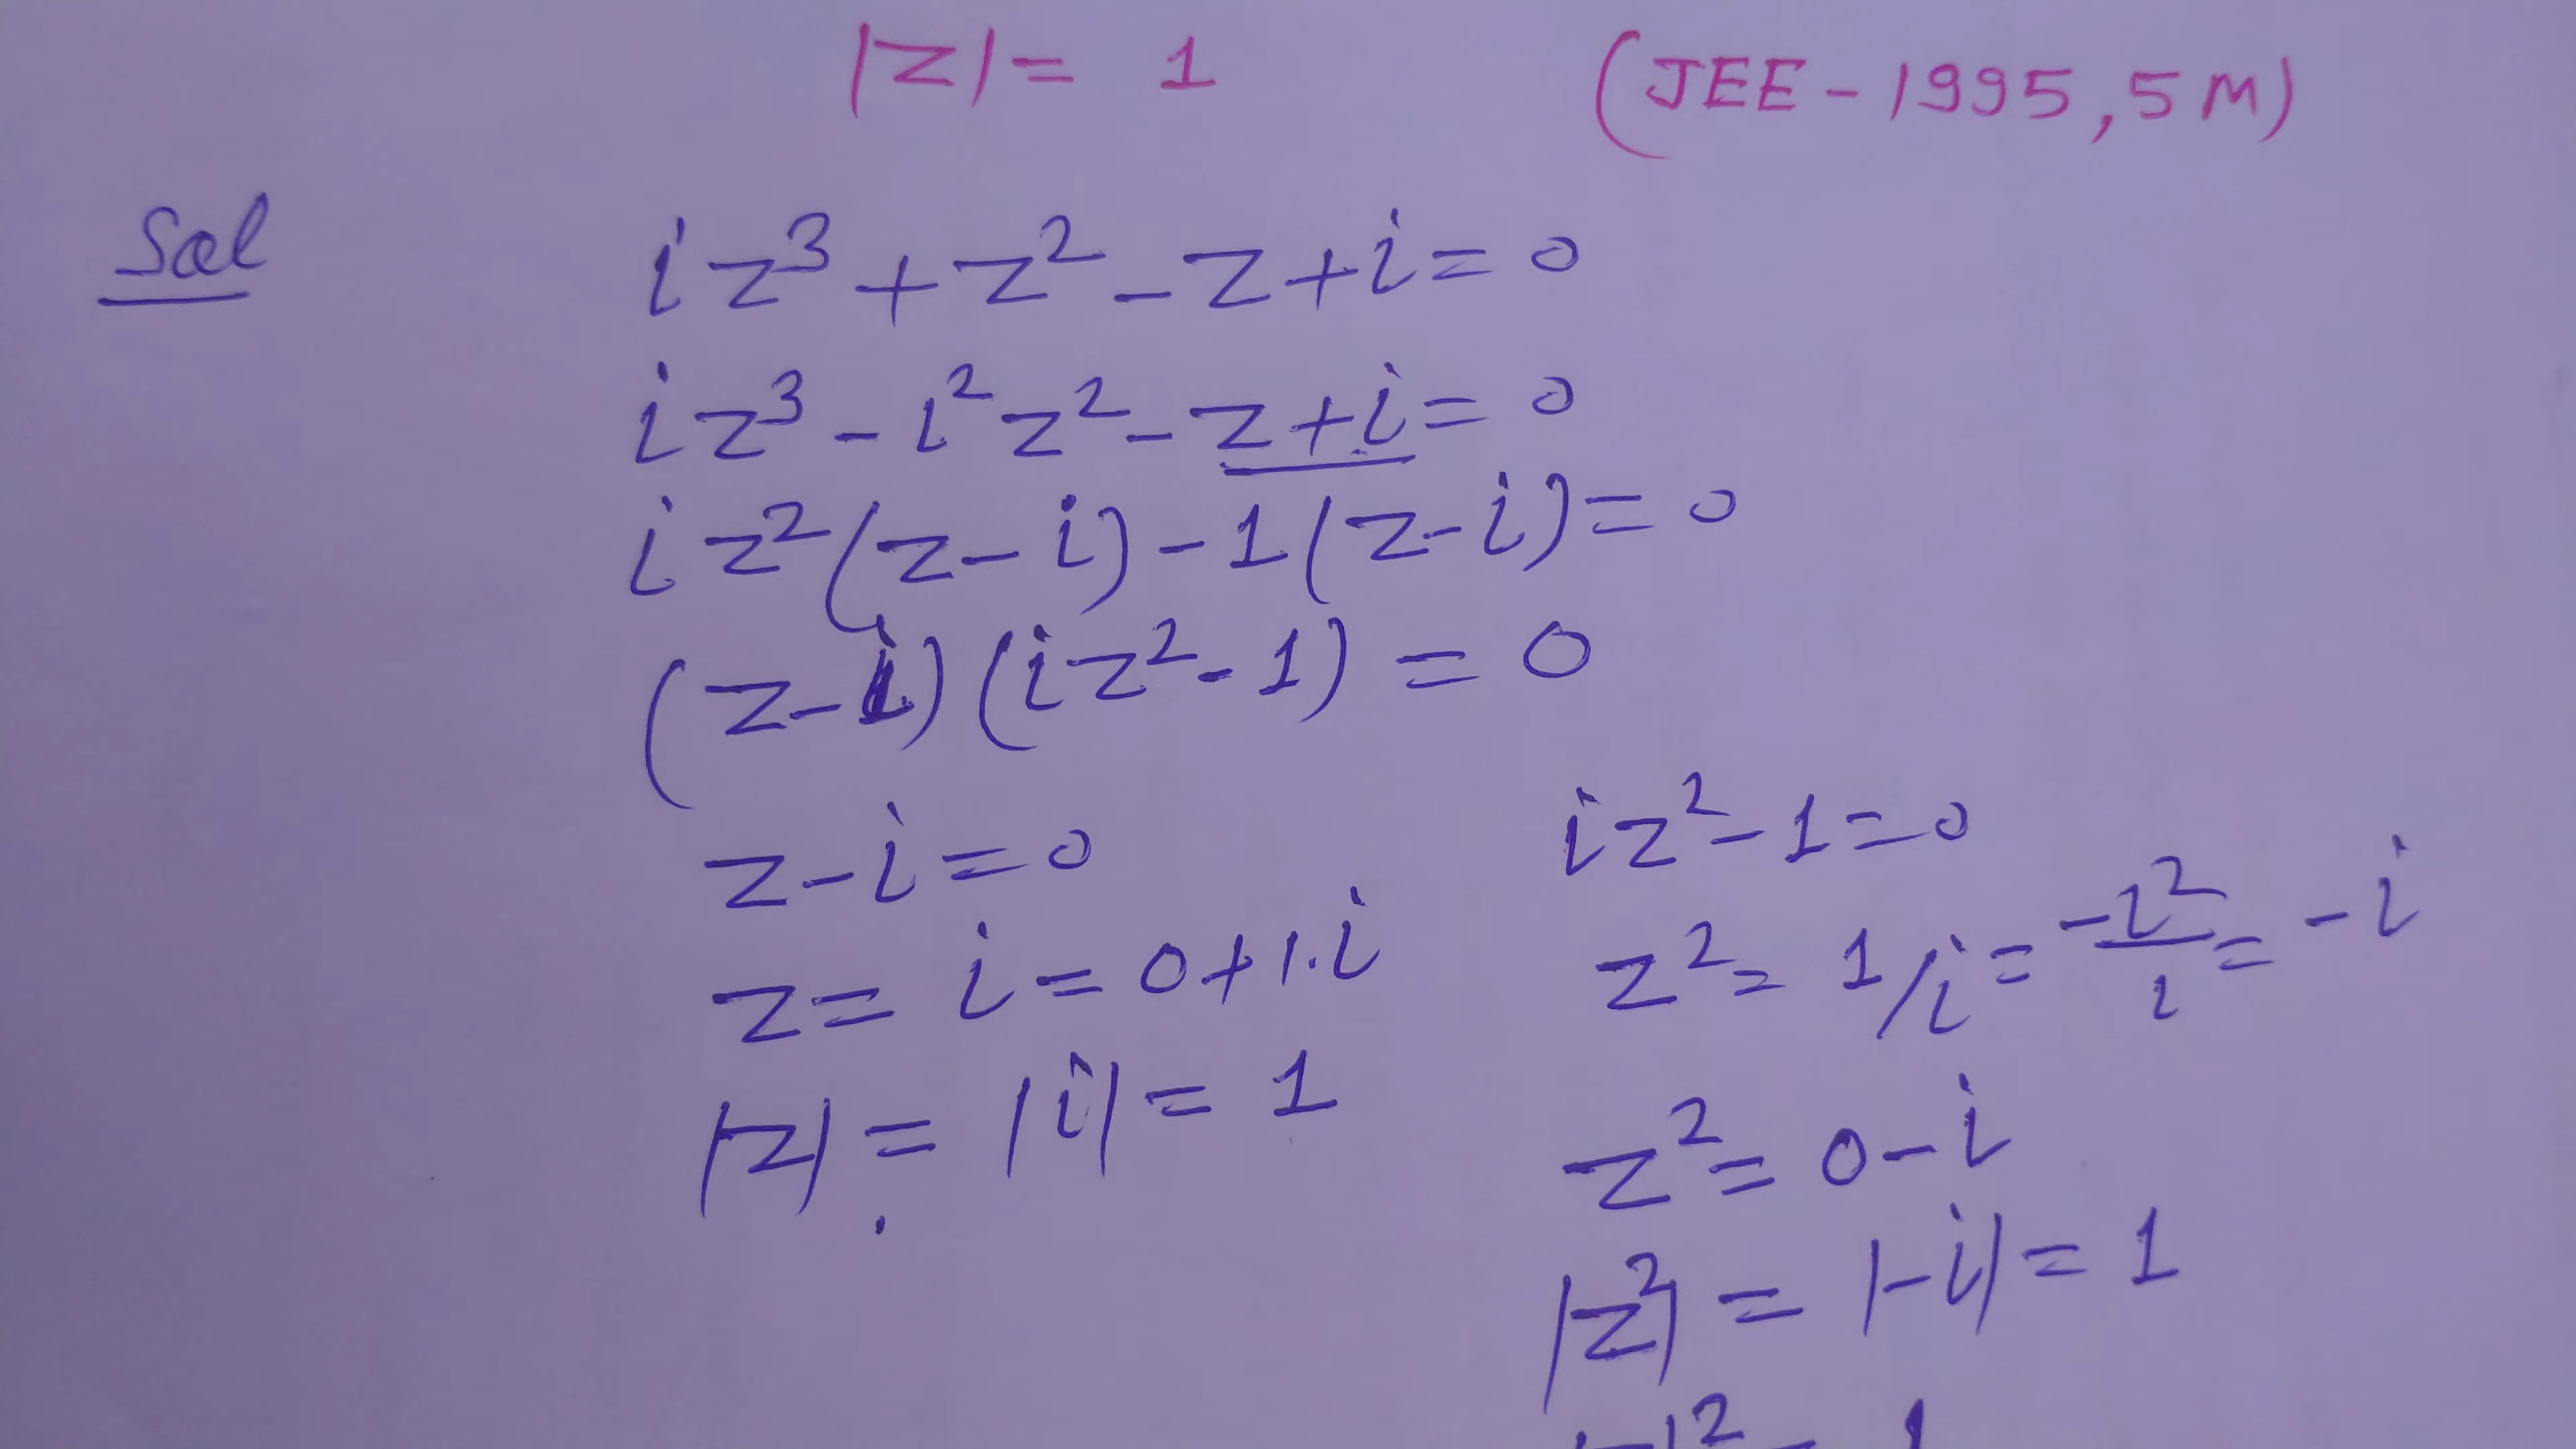 |z| = 1 (JEE - 1995, 5M)
Sol
iz³ + z² - z + i = 0
iz³ - i²z² - z + i = 0
iz²(z - i) - 1(z - i) = 0
(z - i)(iz² - 1) = 0
z - i = 0
z = i = 0 + 1.i
|z| = |i| = 1
iz² - 1 = 0
z² = 1/i = -i²/i = -i
z² = 0 - i
|z²| = |-i| = 1